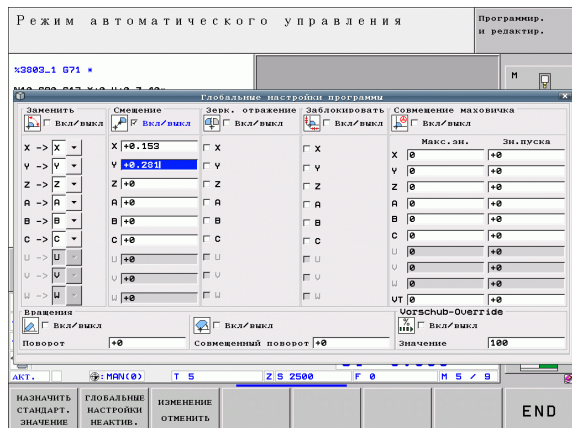 Режим автоматического управления
Программир.
и редактир.
%3803_1 G71 *
M
Глобальные настройки программы
Заменить Смещение Зерк. отражение Заблокировать Совмещение маховичка
Вкл/выкл Вкл/выкл Вкл/выкл Вкл/выкл Вкл/выкл
Макс.зн. Зн.пуска
X -> X X +0.153 X X X 0 +0
Y -> Y Y +0.281 Y Y Y 0 +0
Z -> Z Z +0 Z Z Z 0 +0
A -> A A +0 A A A 0 +0
B -> B B +0 B B B 0 +0
C -> C C +0 C C C 0 +0
U -> U U +0 U U U 0 +0
V -> V V +0 V V V 0 +0
W -> W W +0 W W W 0 +0
VT 0 +0
Вращения Vorschub-Override
Вкл/выкл Вкл/выкл Вкл/выкл
Поворот +0 Совмещенный поворот +0 Значение 100
АКТ. : MAN(0) T 5 Z S 2500 F 0 M 5 / 9
НАЗНАЧИТЬ
СТАНДАРТ.
ЗНАЧЕНИЕ
ГЛОБАЛЬНЫЕ
НАСТРОЙКИ
НЕАКТИВ.
ИЗМЕНЕНИЕ
ОТМЕНИТЬ
END